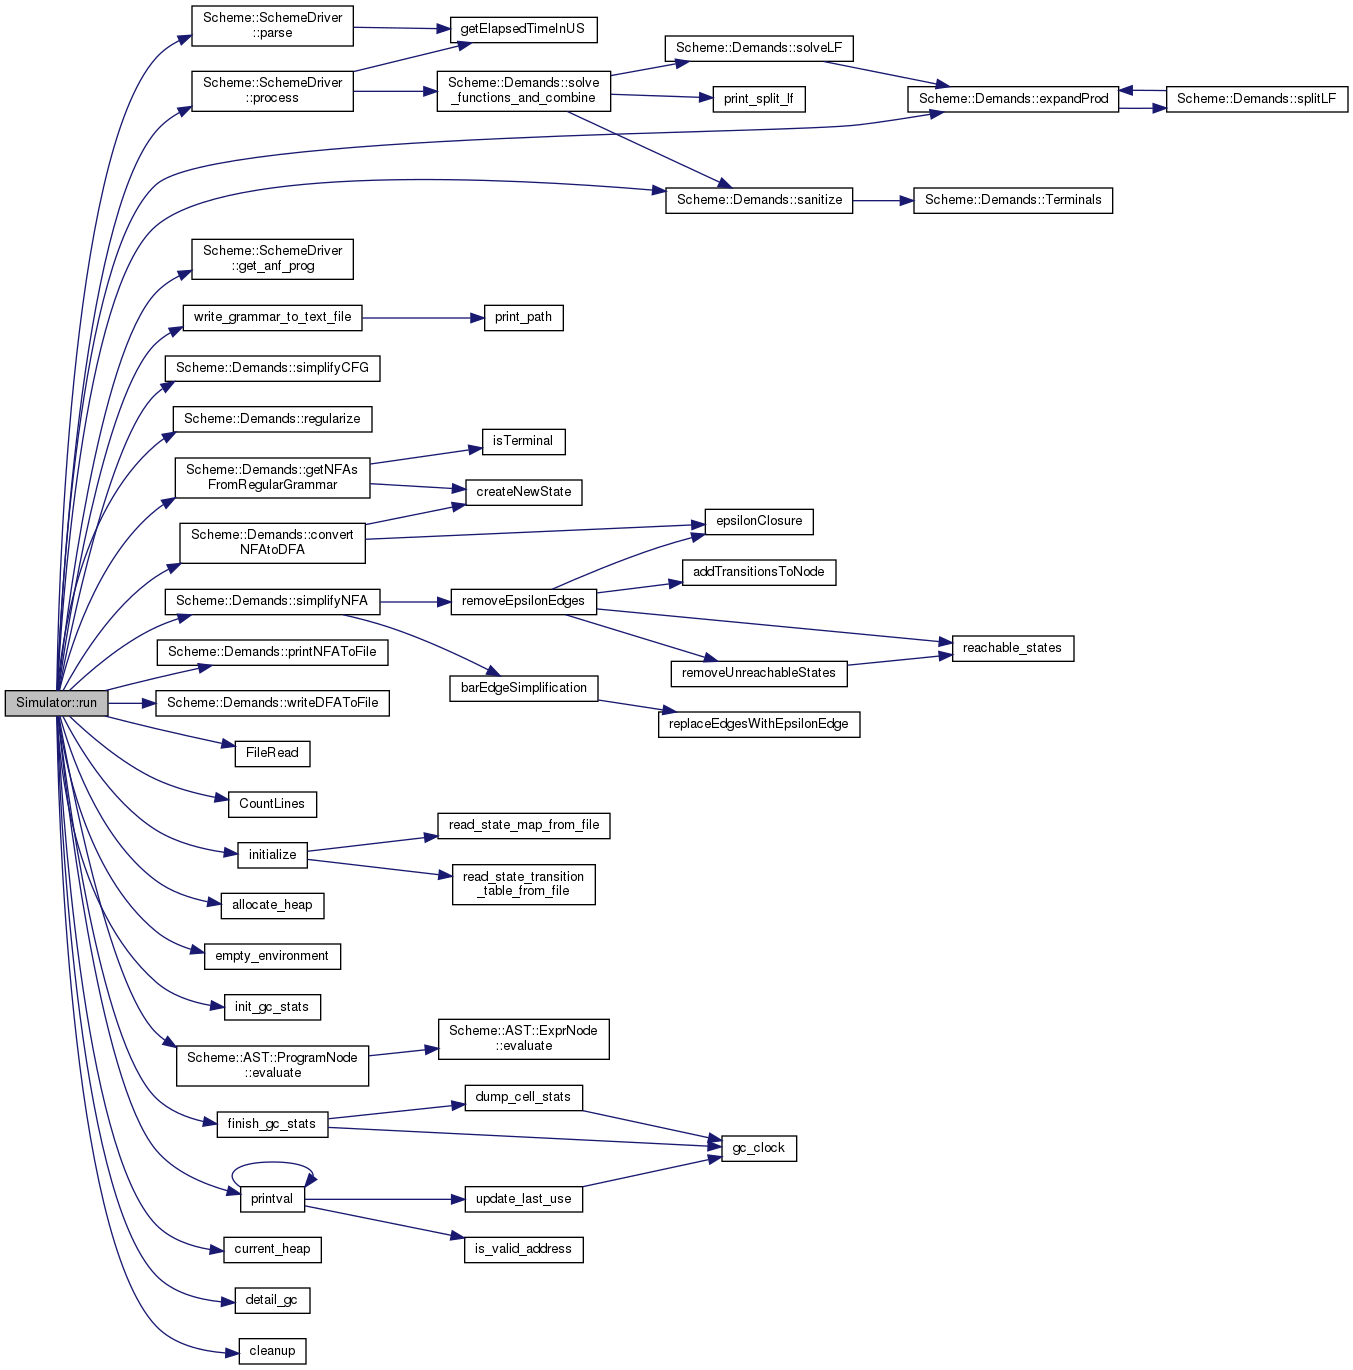 Scheme::SchemeDriver
::parse
getElapsedTimeInUS
Scheme::Demands::solveLF
Scheme::SchemeDriver
::process
Scheme::Demands::solve
_functions_and_combine
print_split_lf
Scheme::Demands::expandProd
Scheme::Demands::splitLF
Scheme::Demands::sanitize
Scheme::Demands::Terminals
Scheme::SchemeDriver
::get_anf_prog
write_grammar_to_text_file
print_path
Scheme::Demands::simplifyCFG
Scheme::Demands::regularize
Scheme::Demands::getNFAs
FromRegularGrammar
isTerminal
createNewState
Scheme::Demands::convert
NFAtoDFA
epsilonClosure
addTransitionsToNode
Scheme::Demands::simplifyNFA
removeEpsilonEdges
reachable_states
Scheme::Demands::printNFAToFile
removeUnreachableStates
barEdgeSimplification
Simulator::run
Scheme::Demands::writeDFAToFile
replaceEdgesWithEpsilonEdge
FileRead
CountLines
initialize
read_state_map_from_file
read_state_transition
_table_from_file
allocate_heap
empty_environment
init_gc_stats
Scheme::AST::ProgramNode
::evaluate
Scheme::AST::ExprNode
::evaluate
finish_gc_stats
dump_cell_stats
gc_clock
printval
update_last_use
is_valid_address
current_heap
detail_gc
cleanup